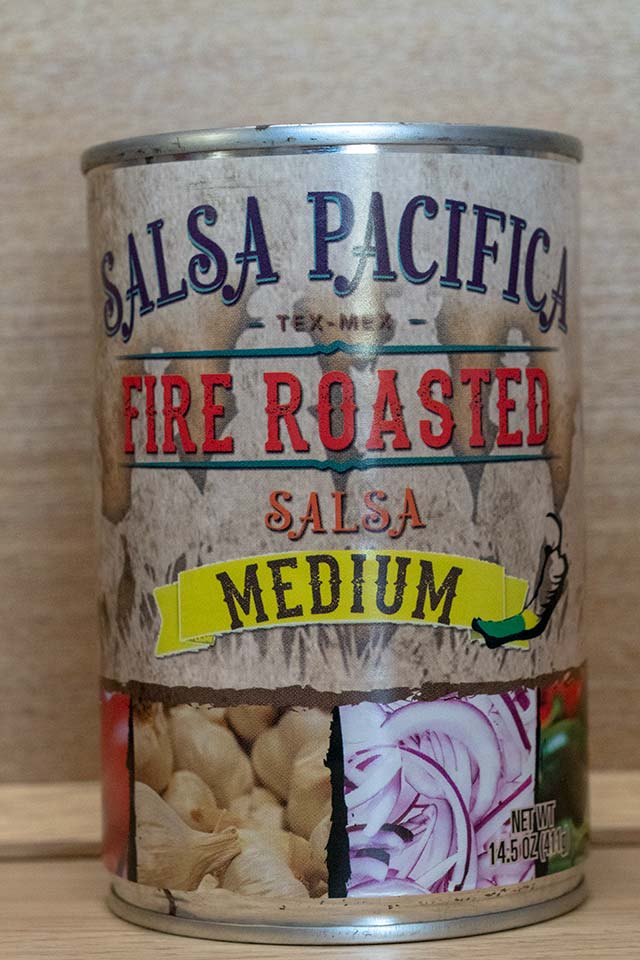 SALSA PACIFICA
– TEX-MEX –
FIRE ROASTED
SALSA
MEDIUM
NET WT
14.5 OZ (411g)